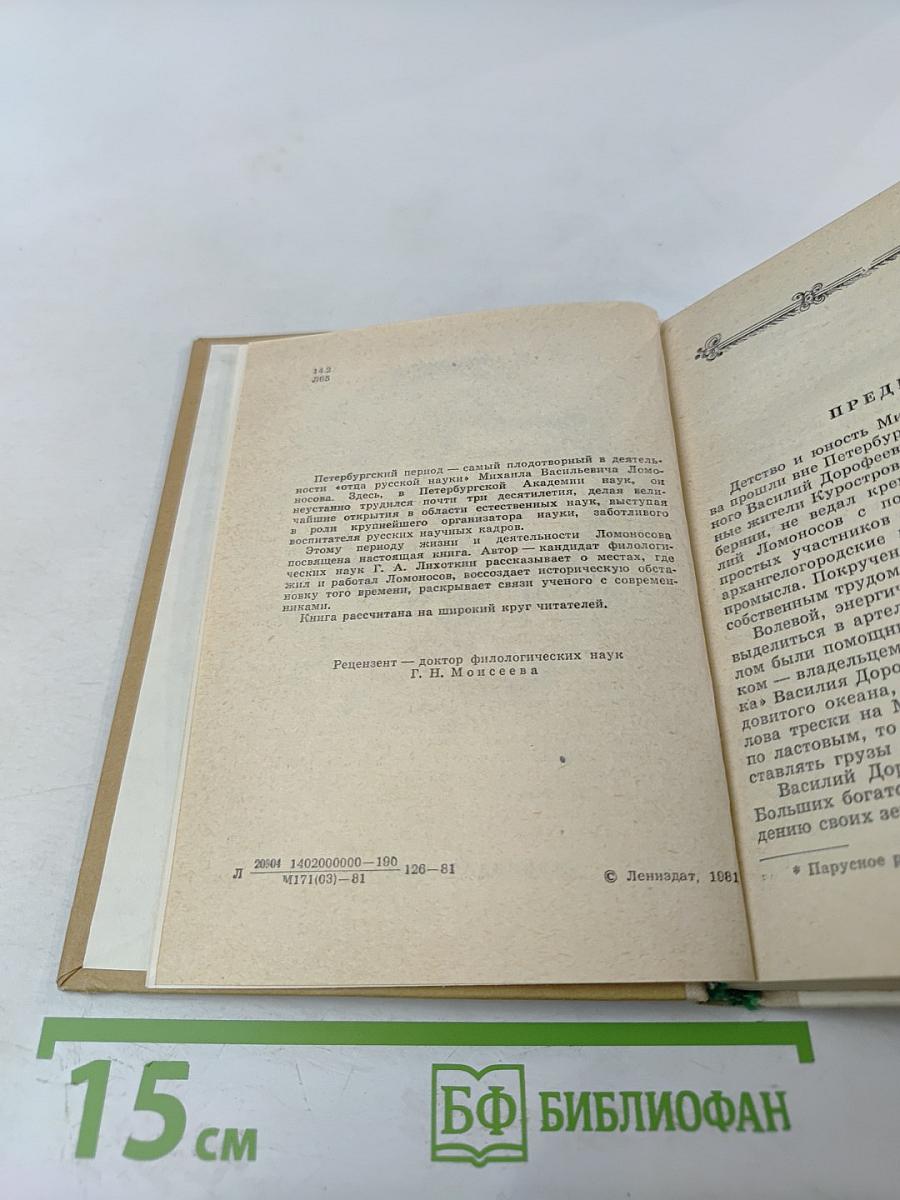 14.2
Л65
Петербургский период — самый плодотворный в деятель-
ности «отца русской науки» Михаила Васильевича Ломо-
носова. Здесь, в Петербургской Академии наук, он
неустанно трудился почти три десятилетия, делая вели-
чайшие открытия в области естественных наук, выступая
в роли крупнейшего организатора науки, заботливого
воспитателя русских научных кадров.
Этому периоду жизни и деятельности Ломоносова
посвящена настоящая книга. Автор — кандидат филологи-
ческих наук Г. А. Лихоткин рассказывает о местах, где
жил и работал Ломоносов, воссоздает историческую обста-
новку того времени, раскрывает связи ученого с современ-
никами.
Книга рассчитана на широкий круг читателей.
Рецензент — доктор филологических наук
Г. Н. Моисеева
Л 20904 1402000000—190 126—81
М171(03)—81
© Лениздат, 1981
ПРЕД
Детство и юность Ми
ва прошли вне Петербур
ного Василий Дорофеев
ные жители Куростров
бернии, не ведал кре
лий Ломоносов с по
простых участников
архангелогородские
промысла. Покручен
собственным трудом
Волевой, энергич
выделиться в артел
лом были помощни
ком — владельцем
ка» Василия Доро
довитого океана,
лова трески на М
по ластовым, то
ставлять грузы
Василий Дор
Больших богатс
дению своих зе
* Парусное р
15 см
БФ БИБЛИОФАН